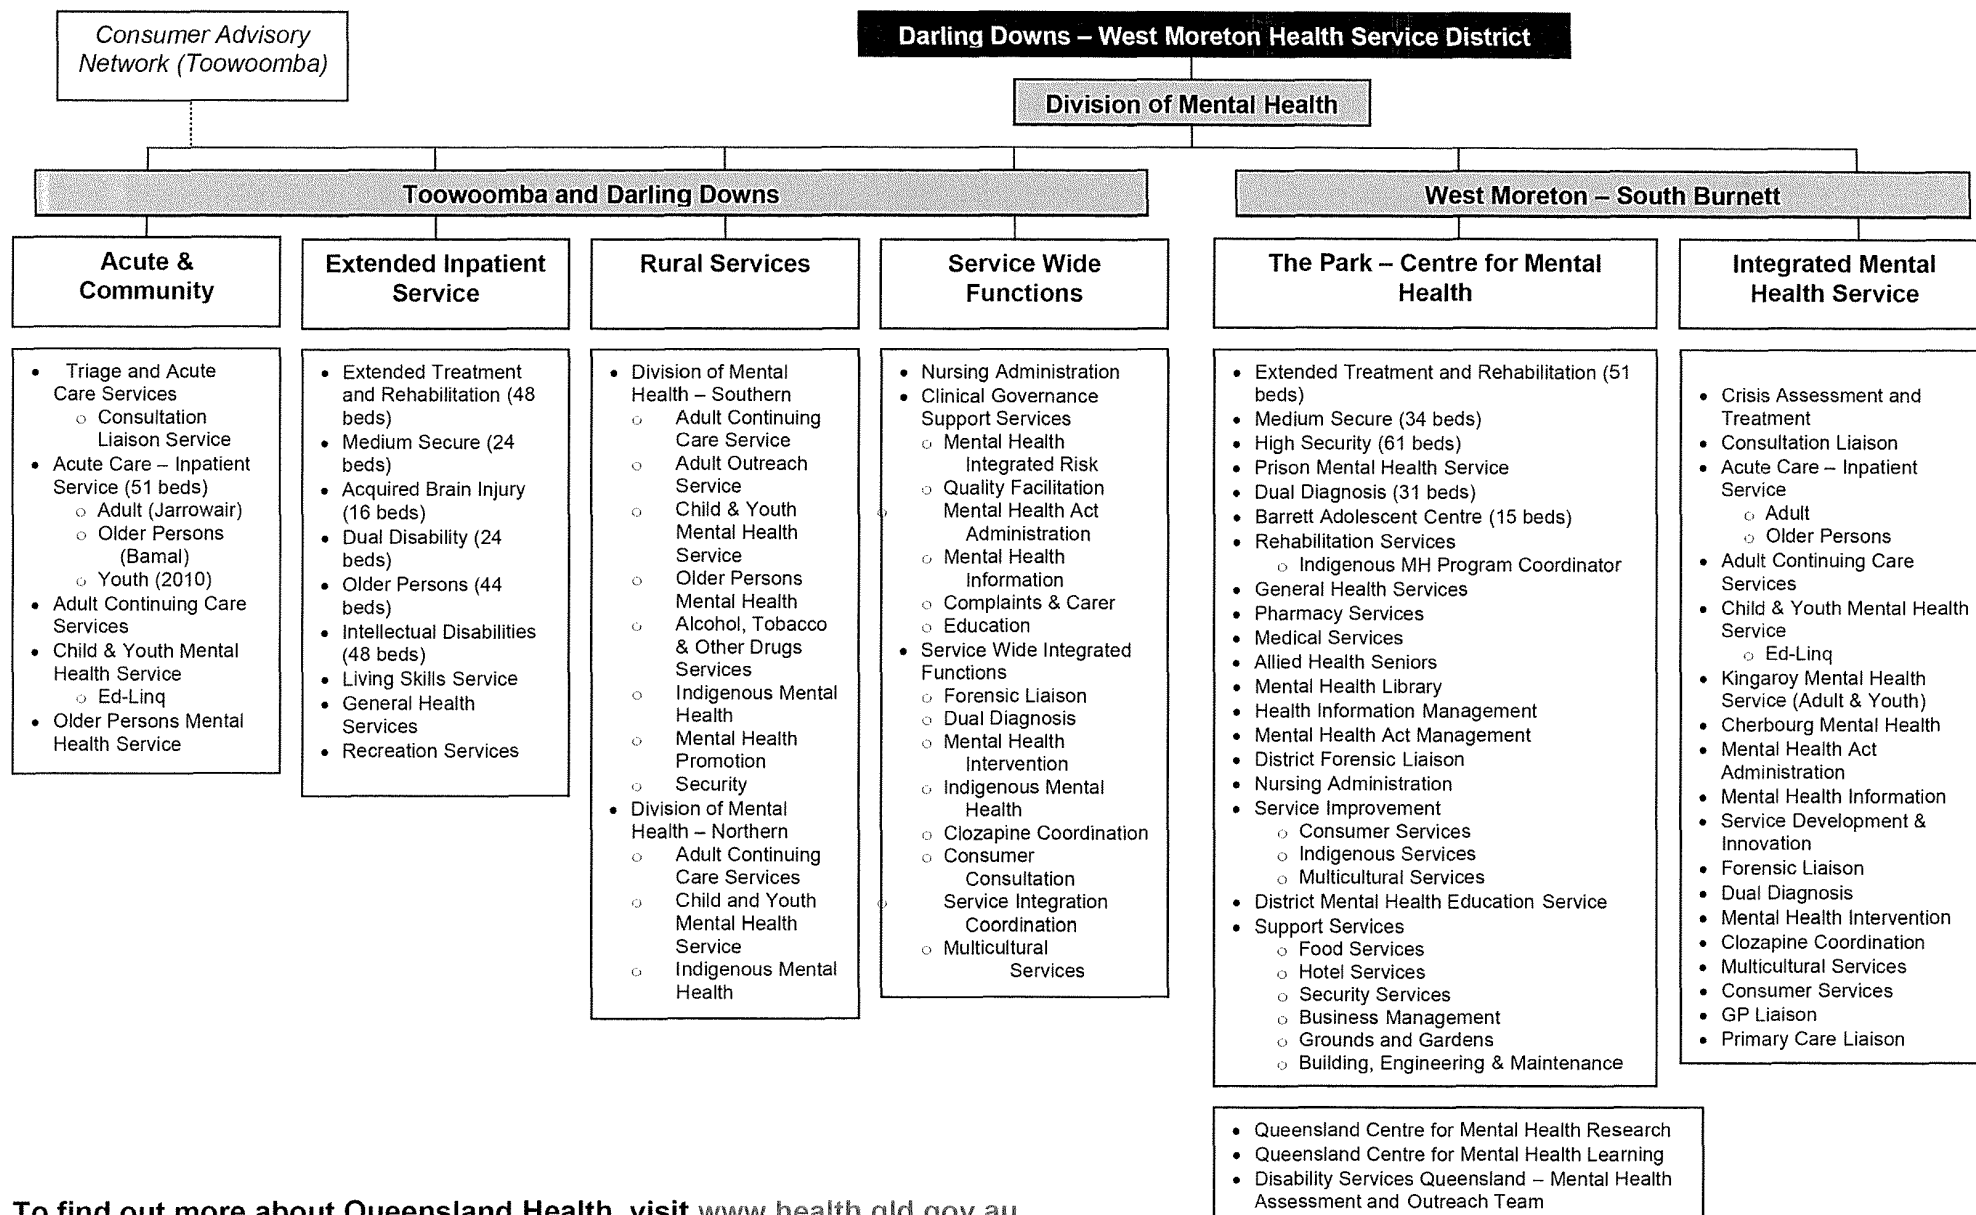 Consumer Advisory
Network (Toowoomba)
Darling Downs – West Moreton Health Service District
Division of Mental Health
Toowoomba and Darling Downs
West Moreton – South Burnett
Acute &
Community
Extended Inpatient
Service
Rural Services
Service Wide
Functions
The Park – Centre for Mental
Health
Integrated Mental
Health Service
• Triage and Acute
Care Services
○ Consultation
Liaison Service
• Acute Care – Inpatient
Service (51 beds)
○ Adult (Jarrowair)
○ Older Persons
(Bamal)
○ Youth (2010)
• Adult Continuing Care
Services
• Child & Youth Mental
Health Service
○ Ed-Linq
• Older Persons Mental
Health Service
• Extended Treatment
and Rehabilitation (48
beds)
• Medium Secure (24
beds)
• Acquired Brain Injury
(16 beds)
• Dual Disability (24
beds)
• Older Persons (44
beds)
• Intellectual Disabilities
(48 beds)
• Living Skills Service
• General Health
Services
• Recreation Services
• Division of Mental
Health – Southern
○ Adult Continuing
Care Service
○ Adult Outreach
Service
○ Child & Youth
Mental Health
Service
○ Older Persons
Mental Health
○ Alcohol, Tobacco
& Other Drugs
Services
○ Indigenous Mental
Health
○ Mental Health
Promotion
○ Security
• Division of Mental
Health – Northern
○ Adult Continuing
Care Services
○ Child and Youth
Mental Health
Service
○ Indigenous Mental
Health
• Nursing Administration
• Clinical Governance
Support Services
○ Mental Health
Integrated Risk
○ Quality Facilitation
○ Mental Health Act
Administration
○ Mental Health
Information
○ Complaints & Carer
○ Education
• Service Wide Integrated
Functions
○ Forensic Liaison
○ Dual Diagnosis
○ Mental Health
Intervention
○ Indigenous Mental
Health
○ Clozapine Coordination
○ Consumer
Consultation
○ Service Integration
Coordination
○ Multicultural
Services
• Extended Treatment and Rehabilitation (51
beds)
• Medium Secure (34 beds)
• High Security (61 beds)
• Prison Mental Health Service
• Dual Diagnosis (31 beds)
• Barrett Adolescent Centre (15 beds)
• Rehabilitation Services
○ Indigenous MH Program Coordinator
• General Health Services
• Pharmacy Services
• Medical Services
• Allied Health Seniors
• Mental Health Library
• Health Information Management
• Mental Health Act Management
• District Forensic Liaison
• Nursing Administration
• Service Improvement
○ Consumer Services
○ Indigenous Services
○ Multicultural Services
• District Mental Health Education Service
• Support Services
○ Food Services
○ Hotel Services
○ Security Services
○ Business Management
○ Grounds and Gardens
○ Building, Engineering & Maintenance
• Crisis Assessment and
Treatment
• Consultation Liaison
• Acute Care – Inpatient
Service
○ Adult
○ Older Persons
• Adult Continuing Care
Services
• Child & Youth Mental Health
Service
○ Ed-Linq
• Kingaroy Mental Health
Service (Adult & Youth)
• Cherbourg Mental Health
• Mental Health Act
Administration
• Mental Health Information
• Service Development &
Innovation
• Forensic Liaison
• Dual Diagnosis
• Mental Health Intervention
• Clozapine Coordination
• Multicultural Services
• Consumer Services
• GP Liaison
• Primary Care Liaison
• Queensland Centre for Mental Health Research
• Queensland Centre for Mental Health Learning
• Disability Services Queensland – Mental Health
Assessment and Outreach Team
To find out more about Queensland Health, visit www.health.qld.gov.au